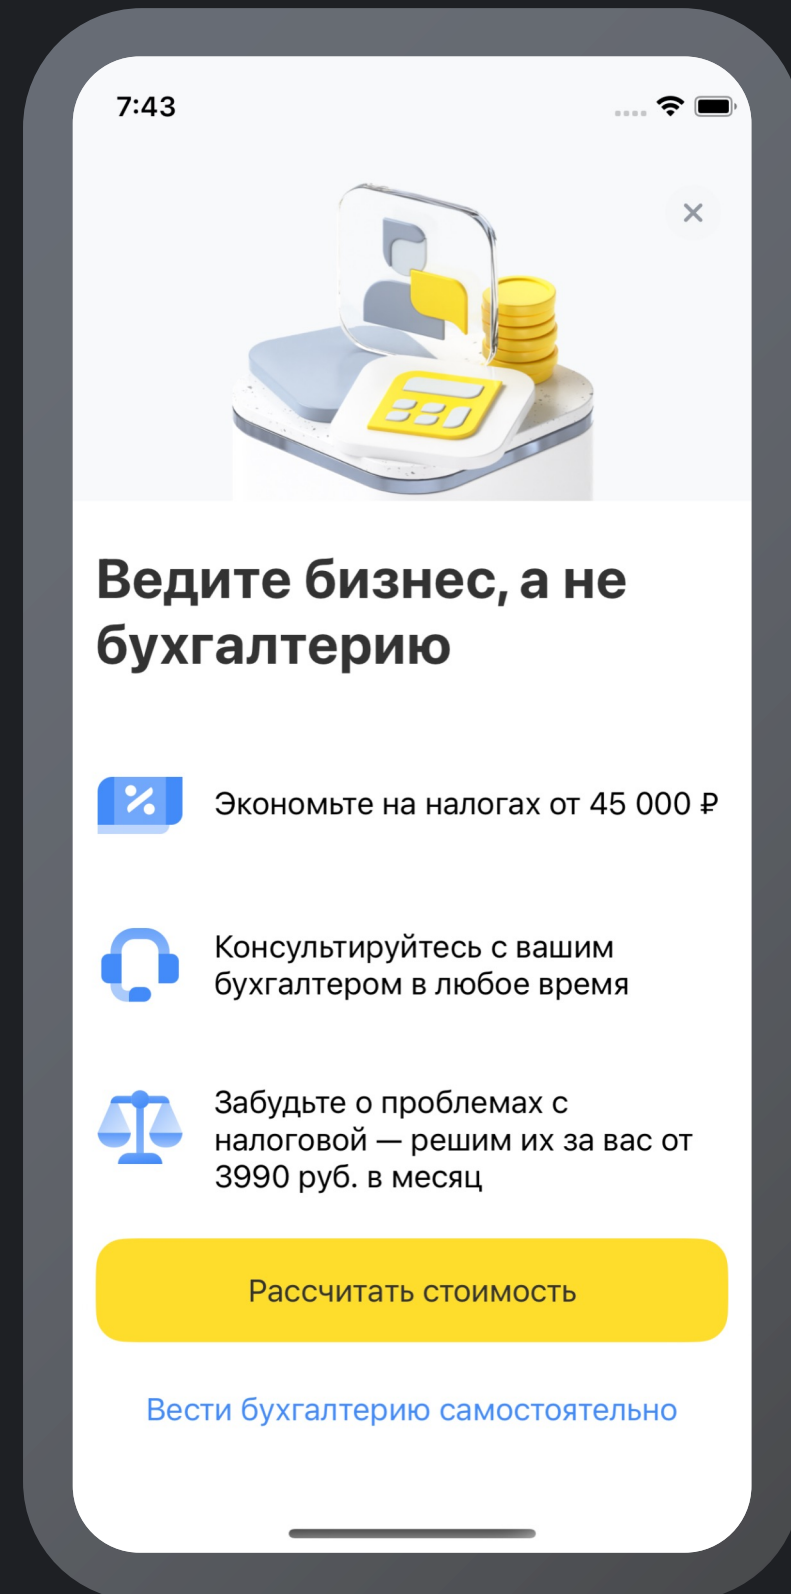 7:43
Ведите бизнес, а не
бухгалтерию
Экономьте на налогах от 45 000 ₽
Консультируйтесь с вашим
бухгалтером в любое время
Забудьте о проблемах с
налоговой — решим их за вас от
3990 руб. в месяц
Рассчитать стоимость
Вести бухгалтерию самостоятельно